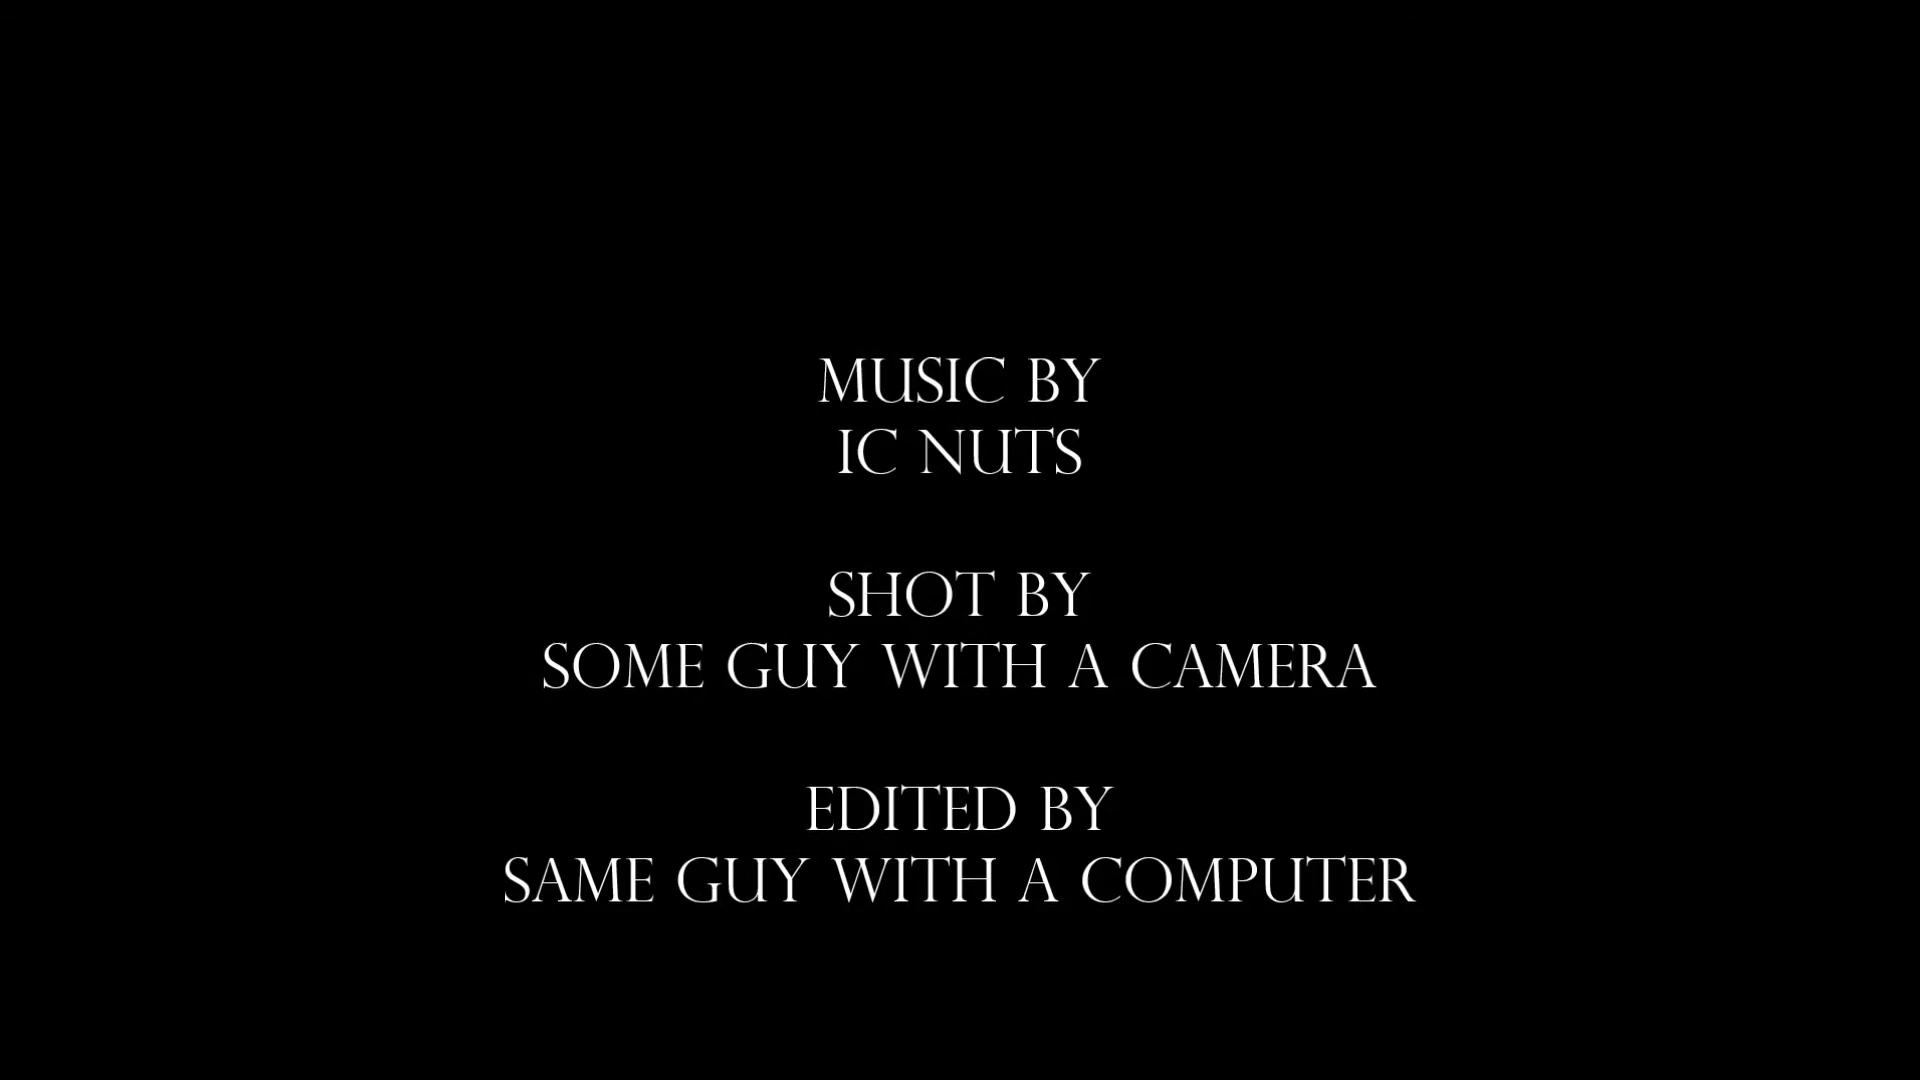 MUSIC BY
IC NUTS
SHOT BY
SOME GUY WITH A CAMERA
EDITED BY
SAME GUY WITH A COMPUTER